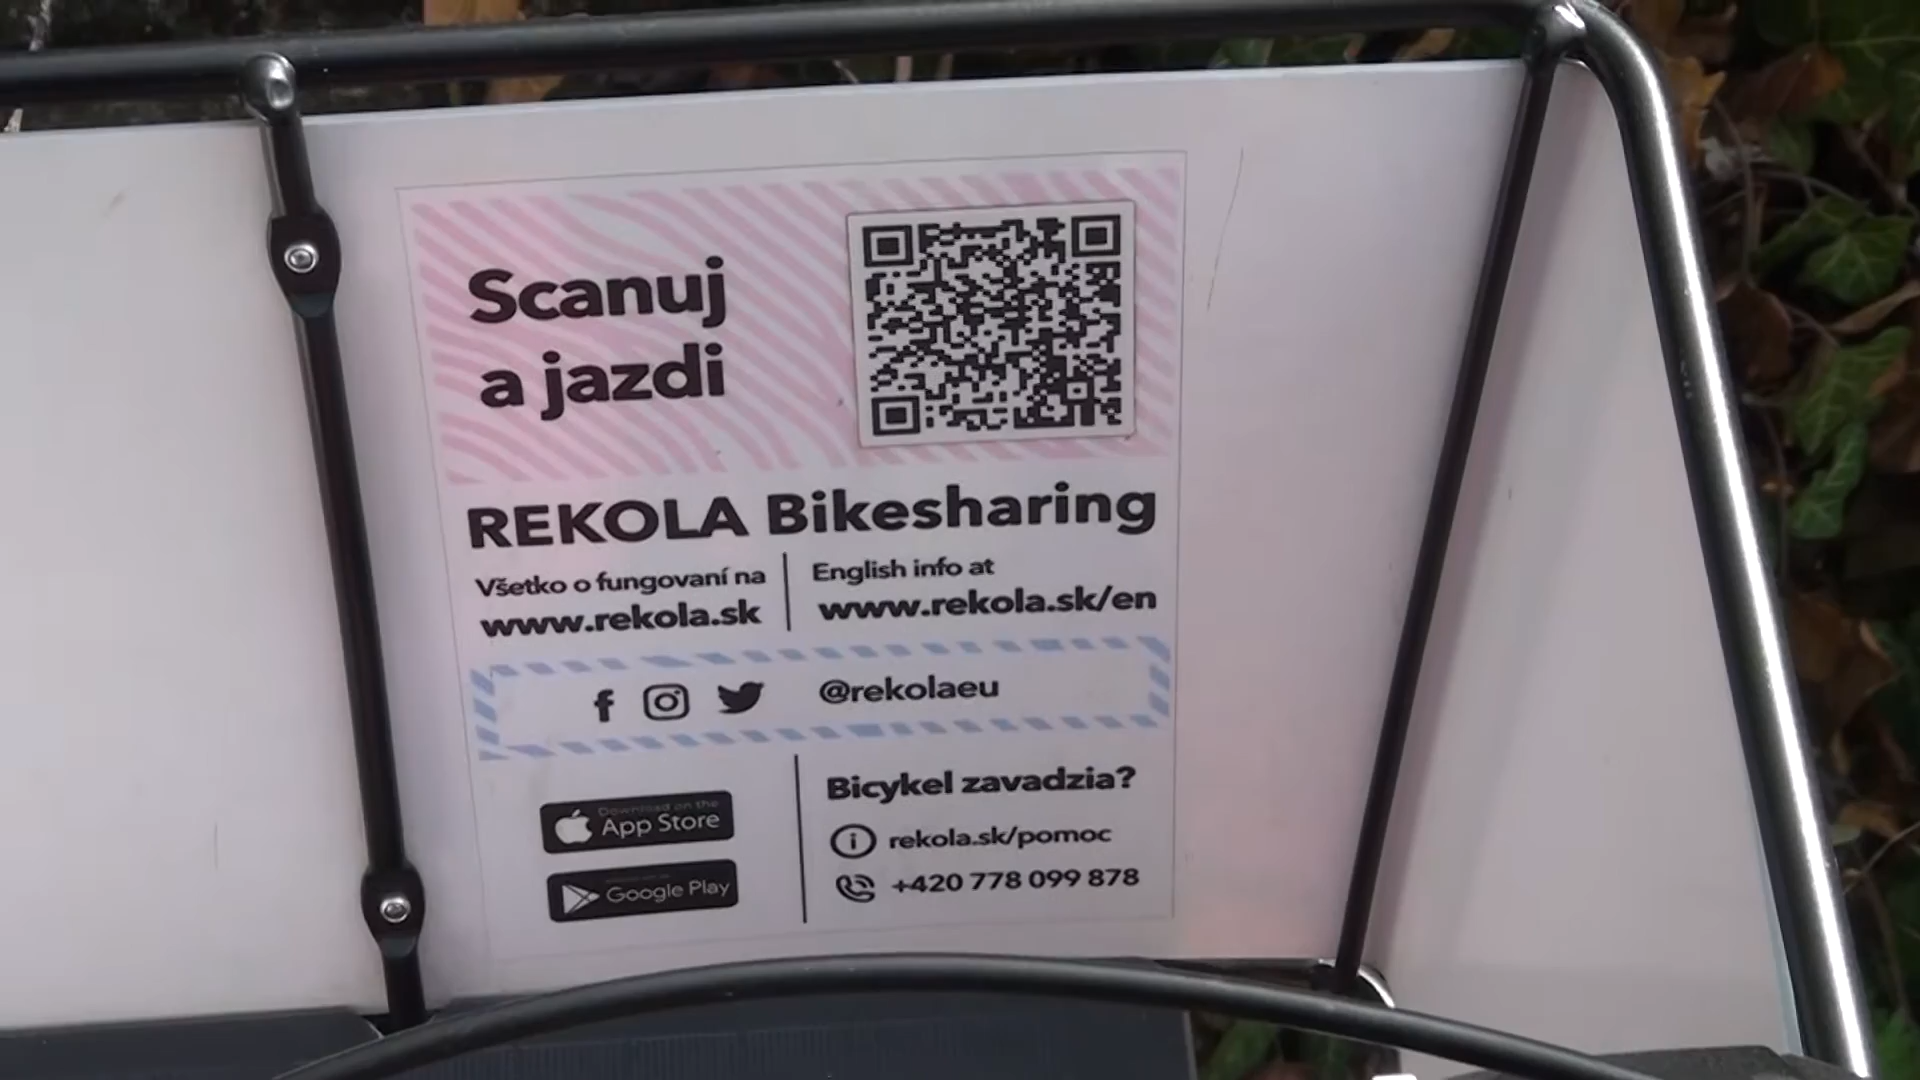 Scanuj
a jazdi
REKOLA Bikesharing
Všetko o fungovaní na
www.rekola.sk
English info at
www.rekola.sk/en
@rekolaeu
Download on the
App Store
Google Play
Bicykel zavadzia?
rekola.sk/pomoc
+420 778 099 878